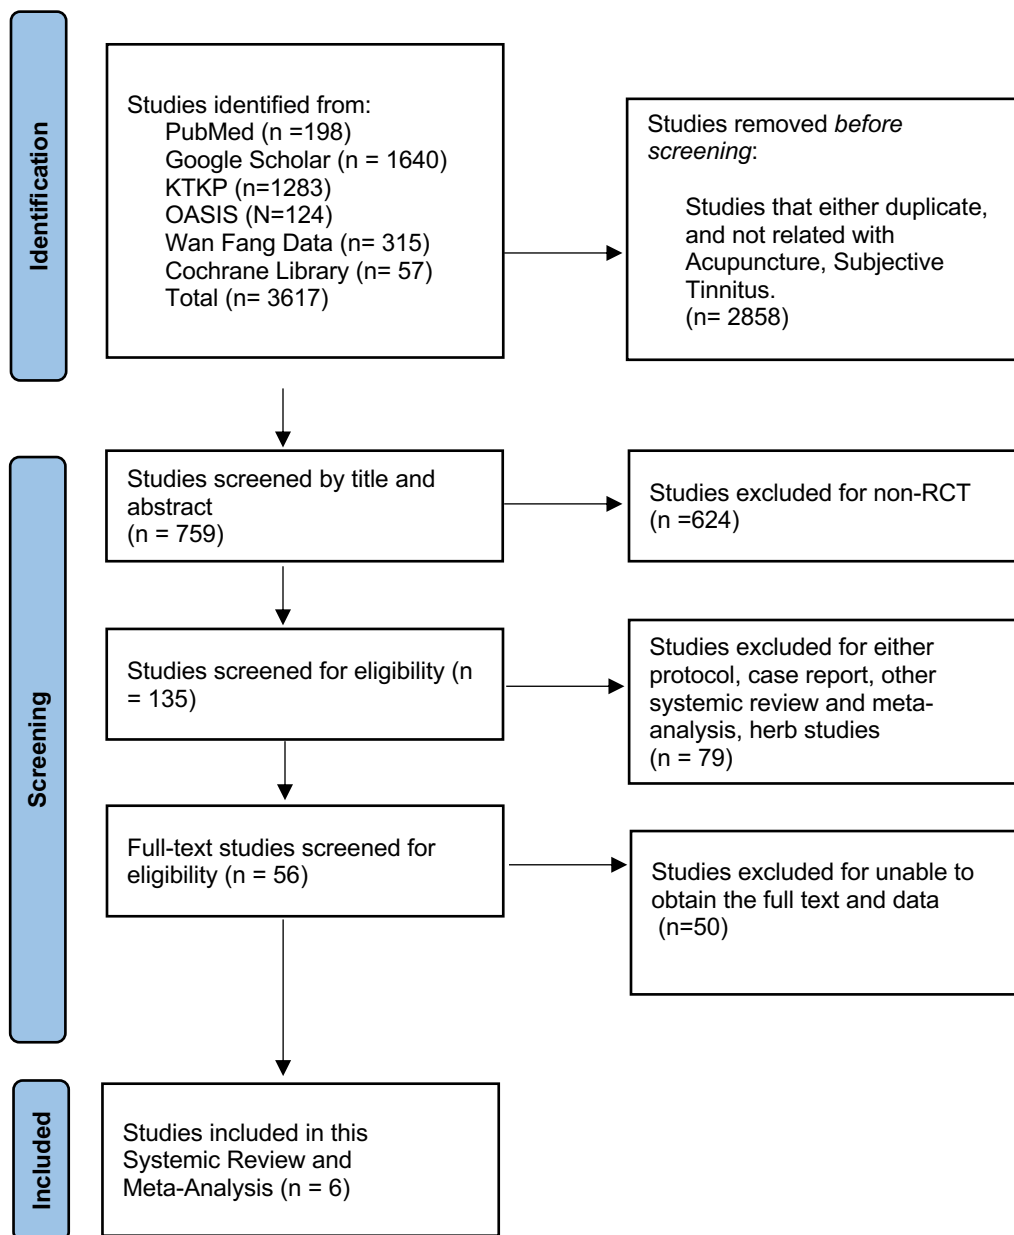 Identification
Studies identified from:
PubMed (n =198)
Google Scholar (n = 1640)
KTKP (n=1283)
OASIS (N=124)
Wan Fang Data (n= 315)
Cochrane Library (n= 57)
Total (n= 3617)
Studies removed before
screening:
Studies that either duplicate,
and not related with
Acupuncture, Subjective
Tinnitus.
(n= 2858)
Screening
Studies screened by title and
abstract
(n = 759)
Studies excluded for non-RCT
(n =624)
Studies screened for eligibility (n
= 135)
Studies excluded for either
protocol, case report, other
systemic review and meta-
analysis, herb studies
(n = 79)
Full-text studies screened for
eligibility (n = 56)
Studies excluded for unable to
obtain the full text and data
(n=50)
Included
Studies included in this
Systemic Review and
Meta-Analysis (n = 6)